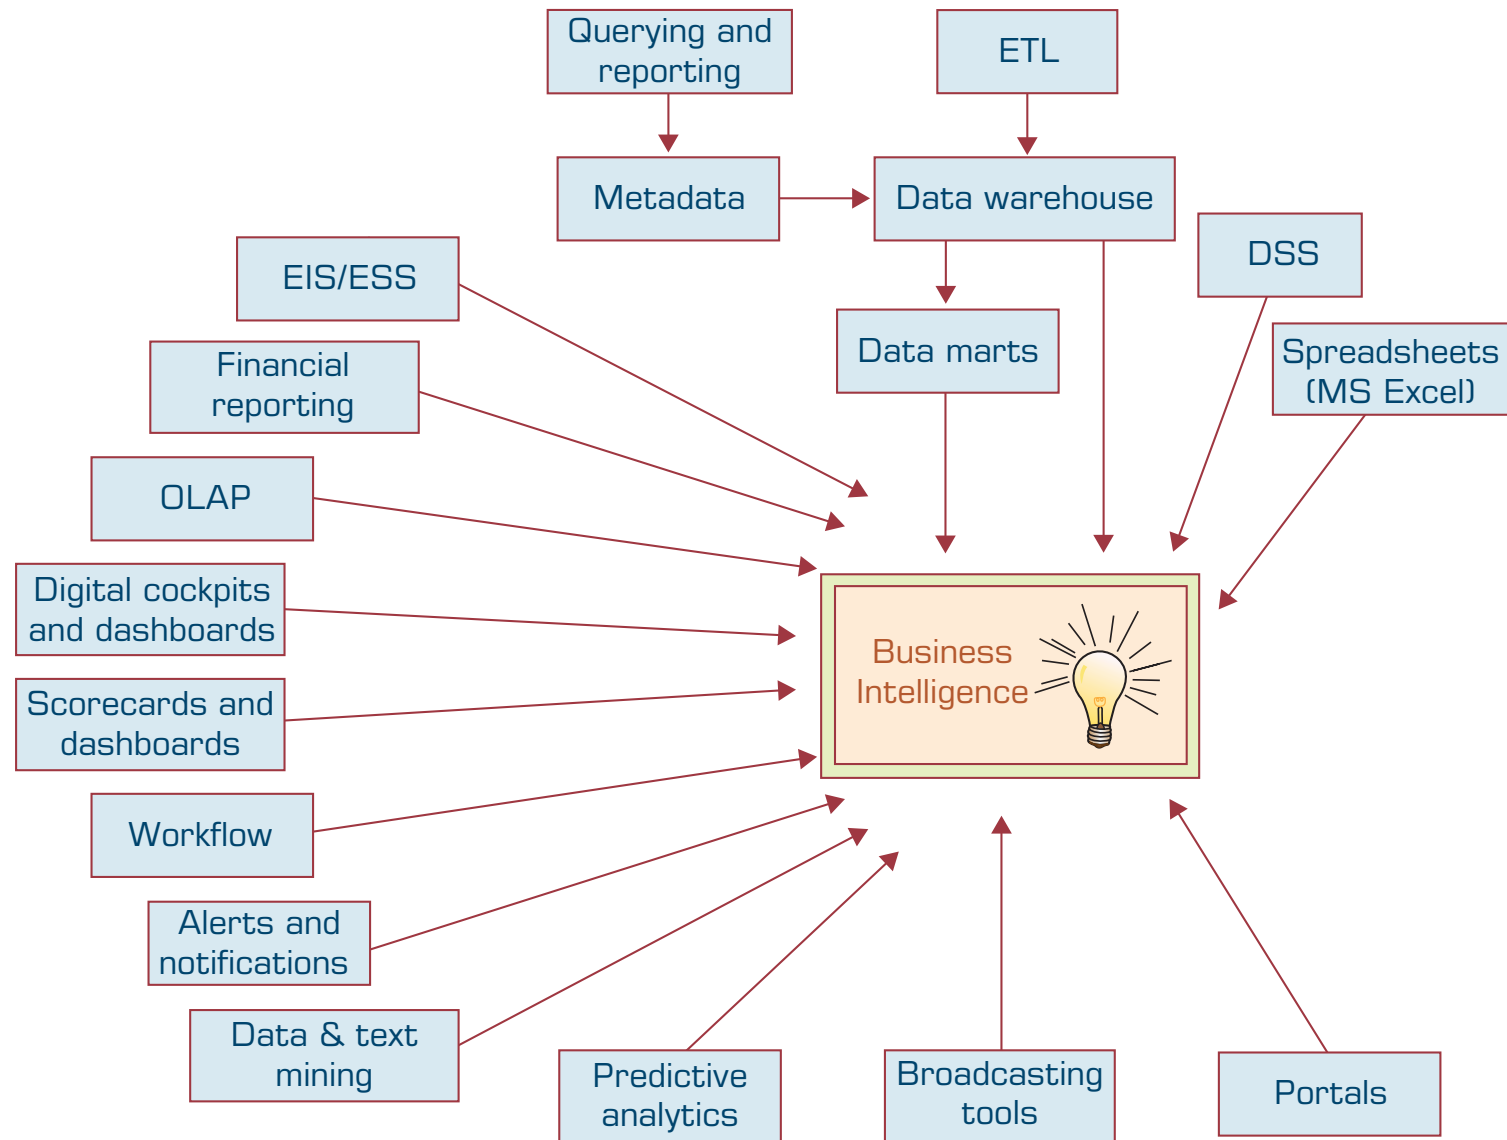 Querying and
reporting
ETL
Metadata
Data warehouse
DSS
EIS/ESS
Data marts
Spreadsheets
(MS Excel)
Financial
reporting
OLAP
Digital cockpits
and dashboards
Business
Intelligence
Scorecards and
dashboards
Workflow
Alerts and
notifications
Data & text
mining
Predictive
analytics
Broadcasting
tools
Portals